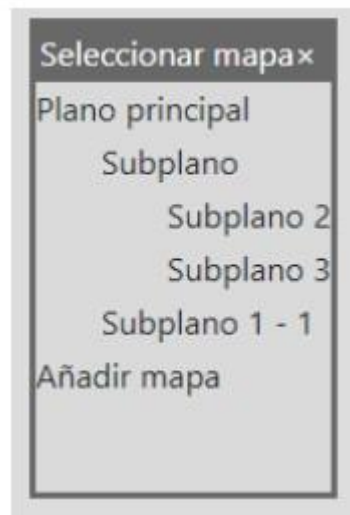 Seleccionar mapa×
Plano principal
Subplano
Subplano 2
Subplano 3
Subplano 1 - 1
Añadir mapa